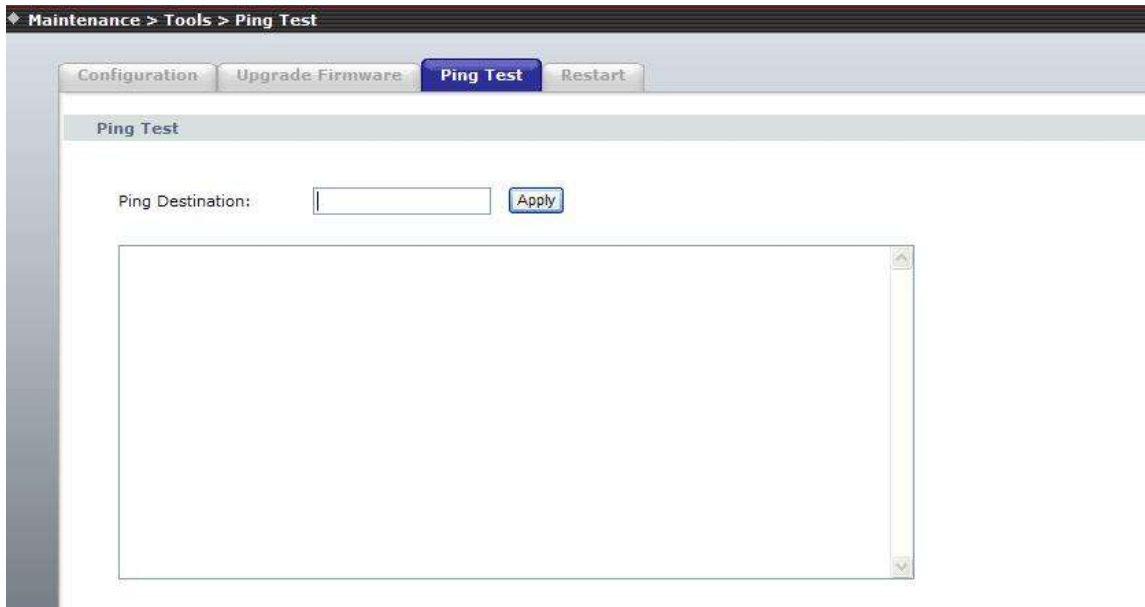 Maintenance > Tools > Ping Test
Configuration
Upgrade Firmware
Ping Test
Restart
Ping Test
Ping Destination:
Apply